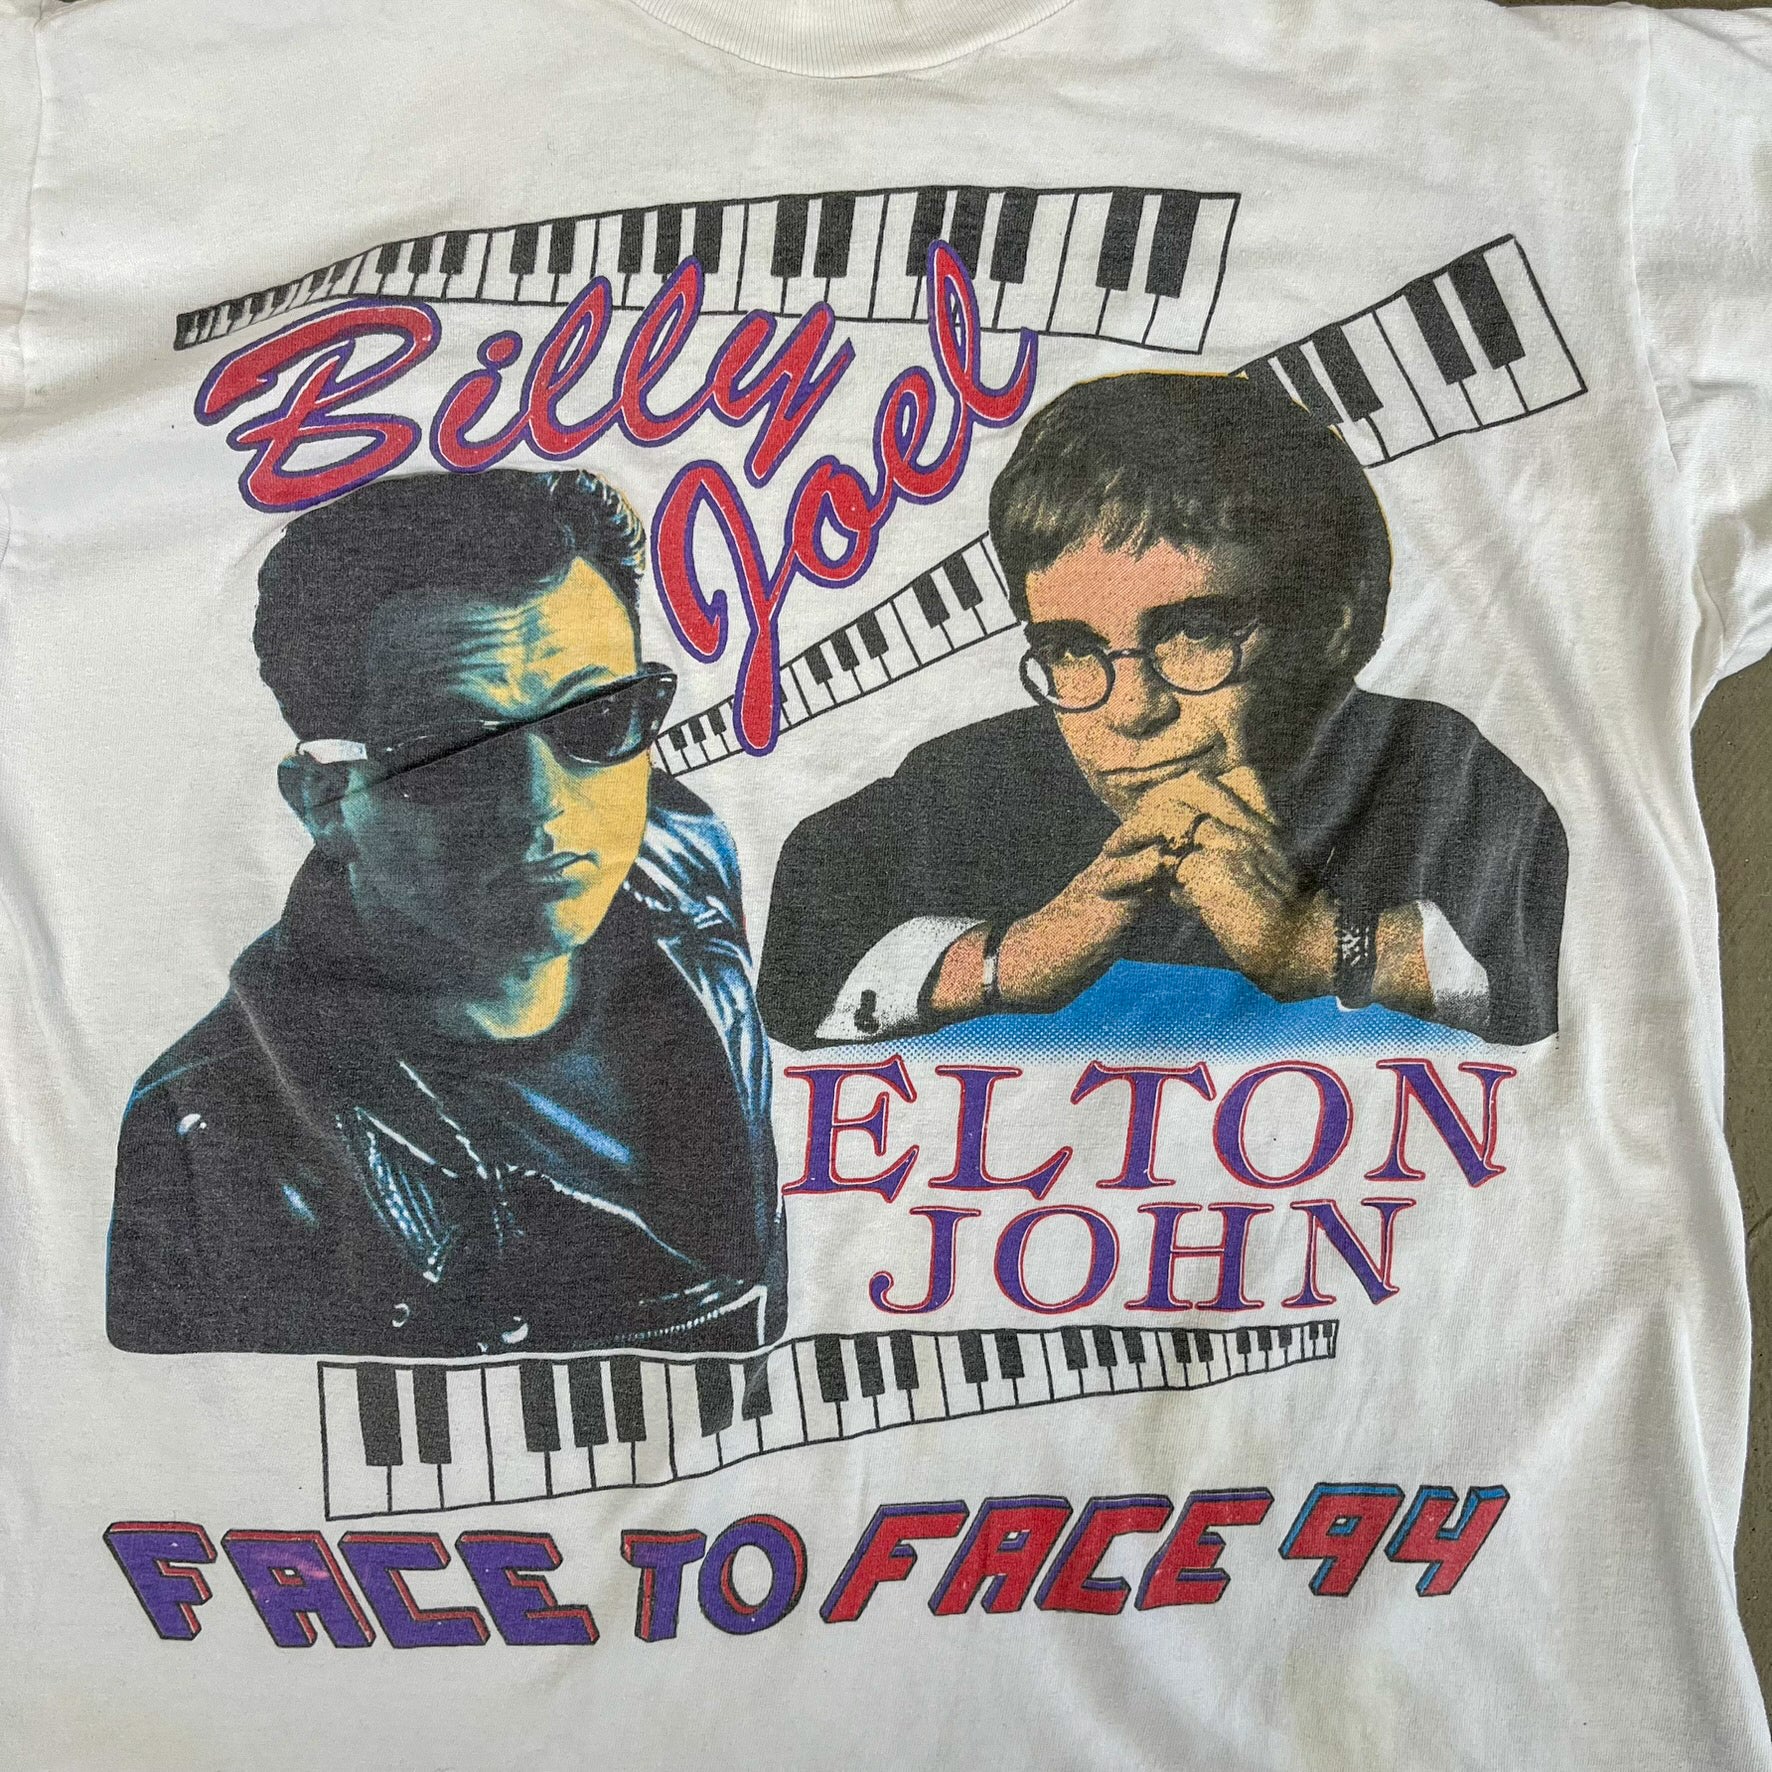 Billy
Joel
ELTON
JOHN
FACE TO FACE 94